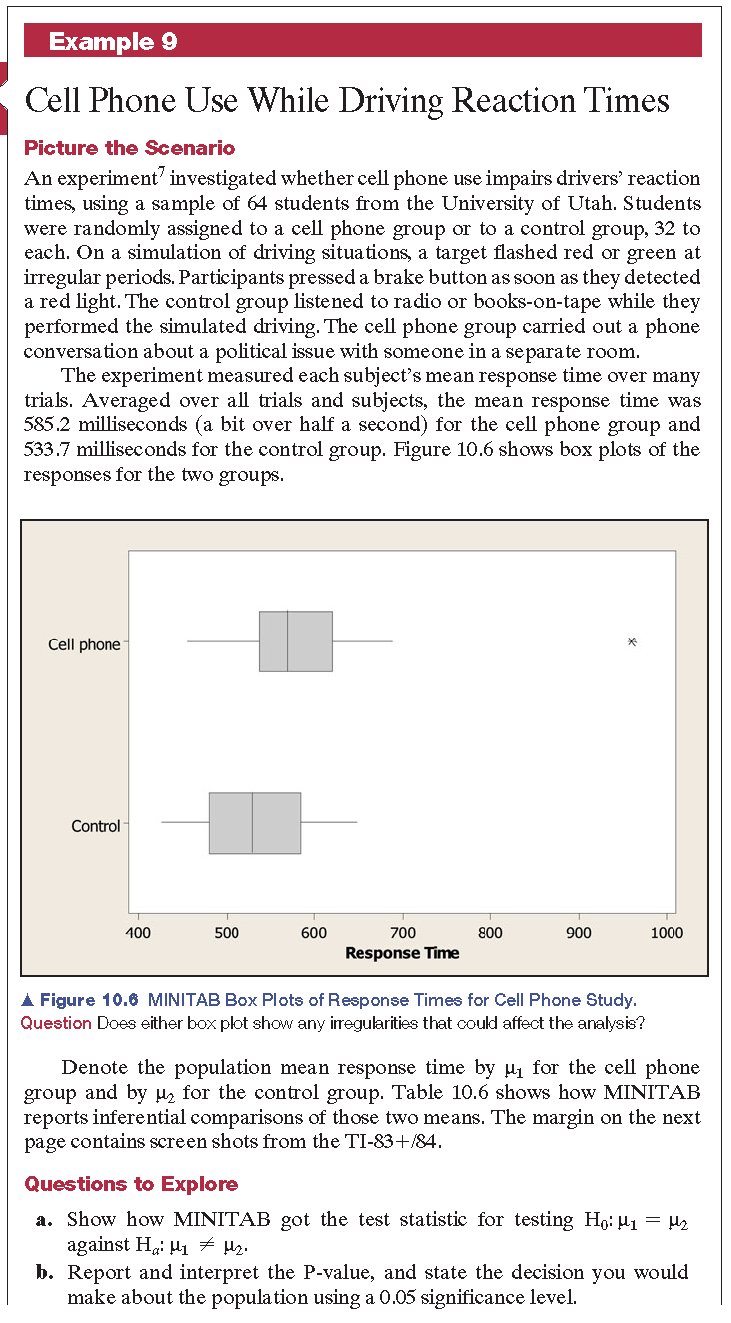 Example 9
Cell Phone Use While Driving Reaction Times
Picture the Scenario
An experiment7 investigated whether cell phone use impairs drivers' reaction
times, using a sample of 64 students from the University of Utah. Students
were randomly assigned to a cell phone group or to a control group, 32 to
each. On a simulation of driving situations, a target flashed red or green at
irregular periods. Participants pressed a brake button as soon as they detected
a red light. The control group listened to radio or books-on-tape while they
performed the simulated driving. The cell phone group carried out a phone
conversation about a political issue with someone in a separate room.
The experiment measured each subject's mean response time over many
trials. Averaged over all trials and subjects, the mean response time was
585.2 milliseconds (a bit over half a second) for the cell phone group and
533.7 milliseconds for the control group. Figure 10.6 shows box plots of the
responses for the two groups.
Cell phone
Control
400 500 600 700 800 900 1000
Response Time
▲ Figure 10.6 MINITAB Box Plots of Response Times for Cell Phone Study.
Question Does either box plot show any irregularities that could affect the analysis?
Denote the population mean response time by μ1 for the cell phone
group and by μ2 for the control group. Table 10.6 shows how MINITAB
reports inferential comparisons of those two means. The margin on the next
page contains screen shots from the TI-83+/84.
Questions to Explore
a. Show how MINITAB got the test statistic for testing H0: μ1 = μ2
against Ha: μ1 ≠ μ2.
b. Report and interpret the P-value, and state the decision you would
make about the population using a 0.05 significance level.